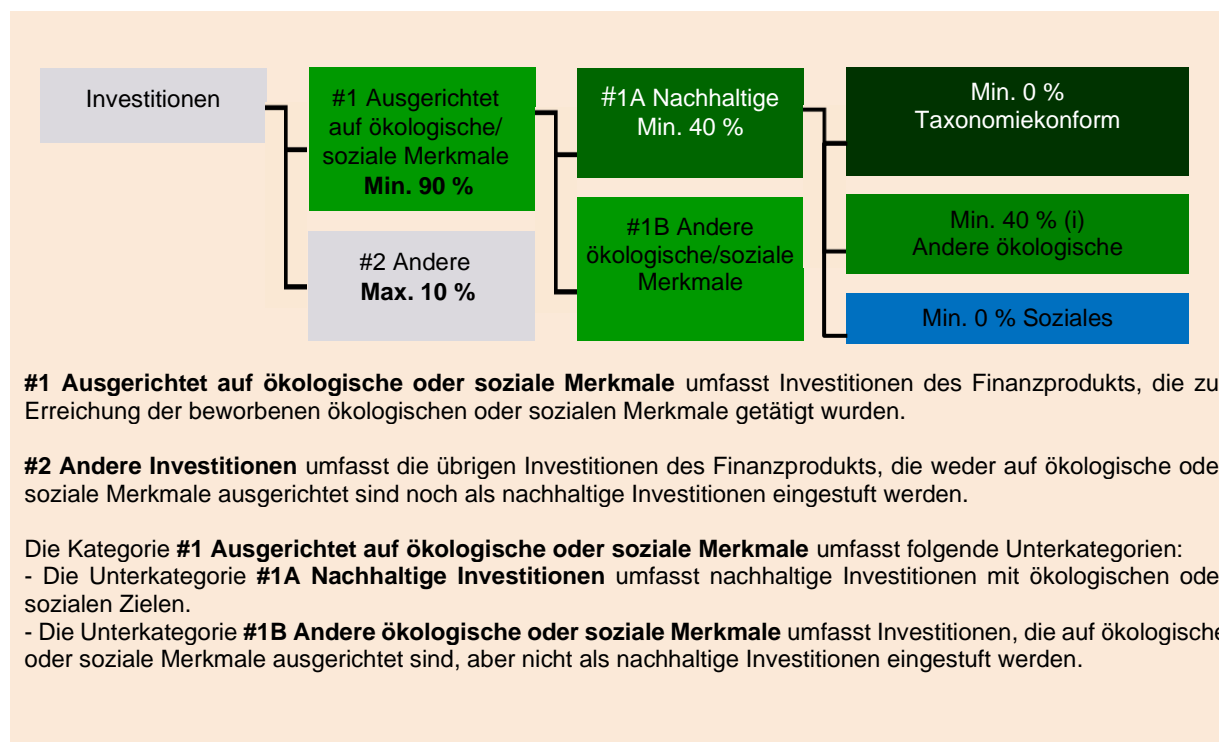 Investitionen
#1 Ausgerichtet
auf ökologische/
soziale Merkmale
Min. 90 %
#2 Andere
Max. 10 %
#1A Nachhaltige
Min. 40 %
#1B Andere
ökologische/soziale
Merkmale
Min. 0 %
Taxonomiekonform
Min. 40 % (i)
Andere ökologische
Min. 0 % Soziales
#1 Ausgerichtet auf ökologische oder soziale Merkmale umfasst Investitionen des Finanzprodukts, die zu
Erreichung der beworbenen ökologischen oder sozialen Merkmale getätigt wurden.
#2 Andere Investitionen umfasst die übrigen Investitionen des Finanzprodukts, die weder auf ökologische ode
soziale Merkmale ausgerichtet sind noch als nachhaltige Investitionen eingestuft werden.
Die Kategorie #1 Ausgerichtet auf ökologische oder soziale Merkmale umfasst folgende Unterkategorien:
- Die Unterkategorie #1A Nachhaltige Investitionen umfasst nachhaltige Investitionen mit ökologischen ode
sozialen Zielen.
- Die Unterkategorie #1B Andere ökologische oder soziale Merkmale umfasst Investitionen, die auf ökologische
oder soziale Merkmale ausgerichtet sind, aber nicht als nachhaltige Investitionen eingestuft werden.